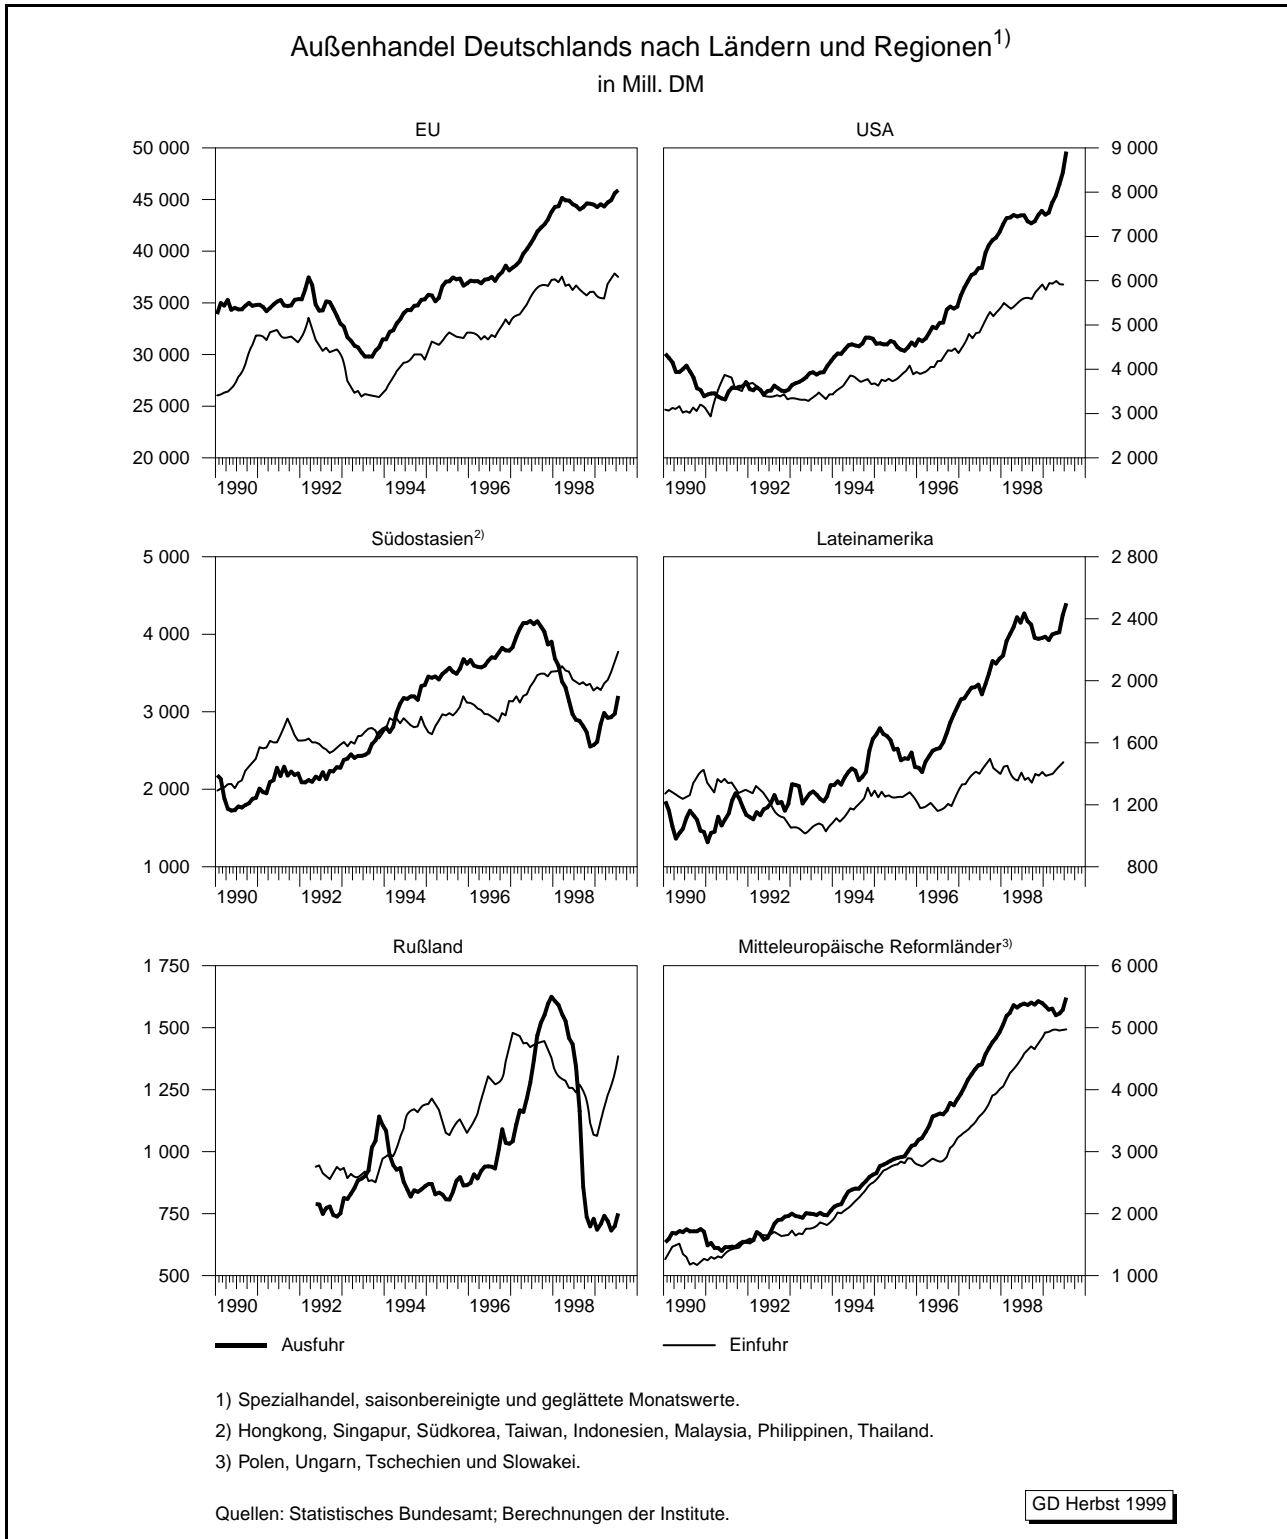 Außenhandel Deutschlands nach Ländern und Regionen1)
in Mill. DM
EU
50 000
45 000
40 000
35 000
30 000
25 000
20 000
1990 1992 1994 1996 1998
USA
9 000
8 000
7 000
6 000
5 000
4 000
3 000
2 000
1990 1992 1994 1996 1998
Südostasien2)
5 000
4 000
3 000
2 000
1 000
1990 1992 1994 1996 1998
Lateinamerika
2 800
2 400
2 000
1 600
1 200
800
1990 1992 1994 1996 1998
Rußland
1 750
1 500
1 250
1 000
750
500
1990 1992 1994 1996 1998
Mitteleuropäische Reformländer3)
6 000
5 000
4 000
3 000
2 000
1 000
1990 1992 1994 1996 1998
Ausfuhr Einfuhr
1) Spezialhandel, saisonbereinigte und geglättete Monatswerte.
2) Hongkong, Singapur, Südkorea, Taiwan, Indonesien, Malaysia, Philippinen, Thailand.
3) Polen, Ungarn, Tschechien und Slowakei.
Quellen: Statistisches Bundesamt; Berechnungen der Institute.
GD Herbst 1999